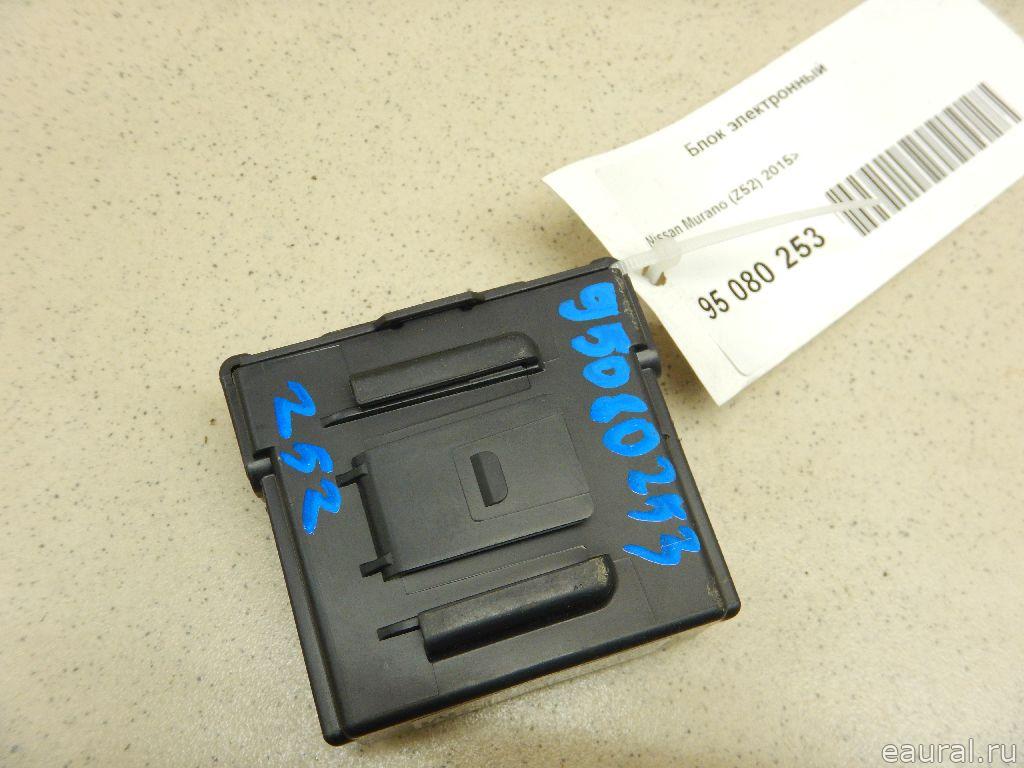 Блок электронный
Nissan Murano (Z52) 2015>
95 080 253
95080253
Z52
eaural.ru